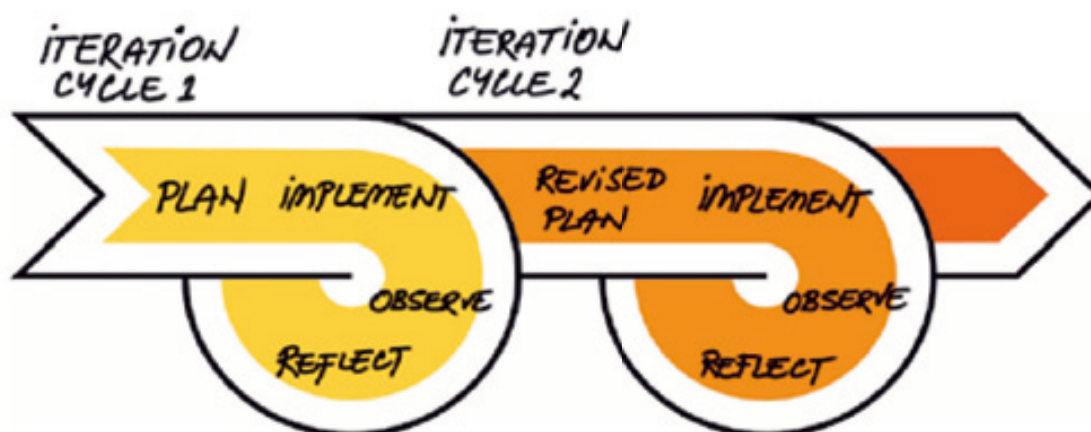 ITERATION
CYCLE 1
ITERATION
CYCLE 2
PLAN IMPLEMENT
OBSERVE
REFLECT
REVISED
PLAN
IMPLEMENT
OBSERVE
REFLECT